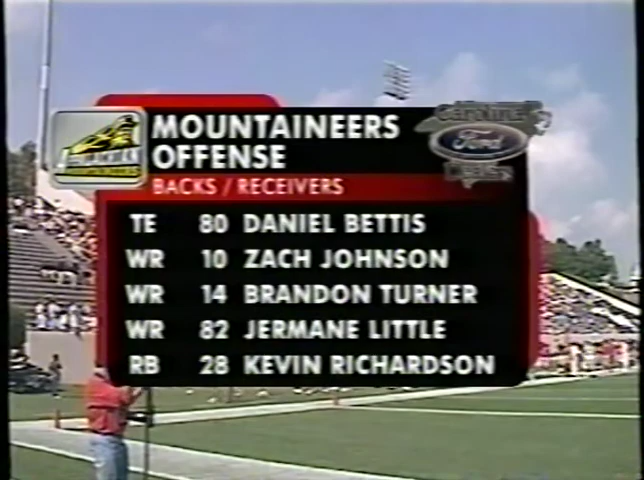 MOUNTAINEERS
OFFENSE
Ford
BACKS / RECEIVERS
TE 80 DANIEL BETTIS
WR 10 ZACH JOHNSON
WR 14 BRANDON TURNER
WR 82 JERMANE LITTLE
RB 28 KEVIN RICHARDSON